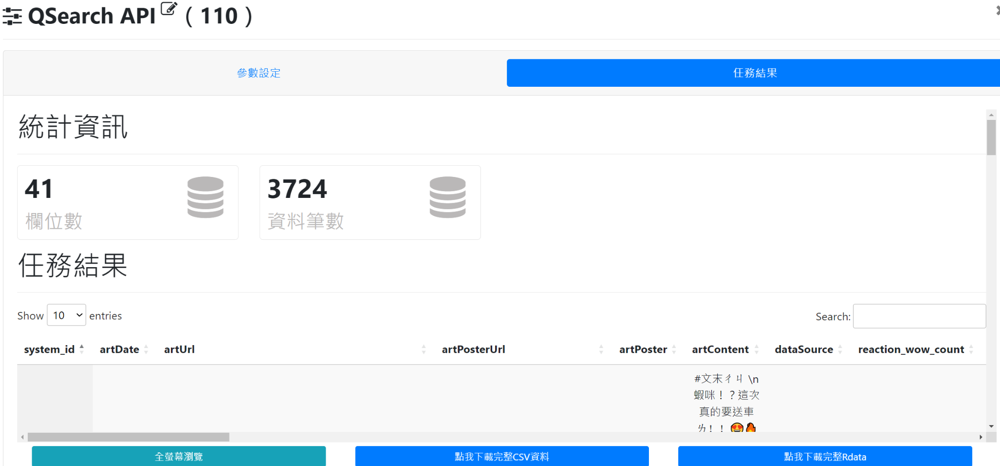 QSearch API ( 110 )
參數設定
任務結果
統計資訊
41
欄位數
3724
資料筆數
任務結果
Show 10 entries
Search:
system_id artDate artUrl artPosterUrl artPoster artContent dataSource reaction_wow_count
#文末ㄔㄐ \n
蝦咪！？這次
真的要送車
ㄌ！！ 😍🔥
全螢幕瀏覽
點我下載完整CSV資料
點我下載完整Rdata